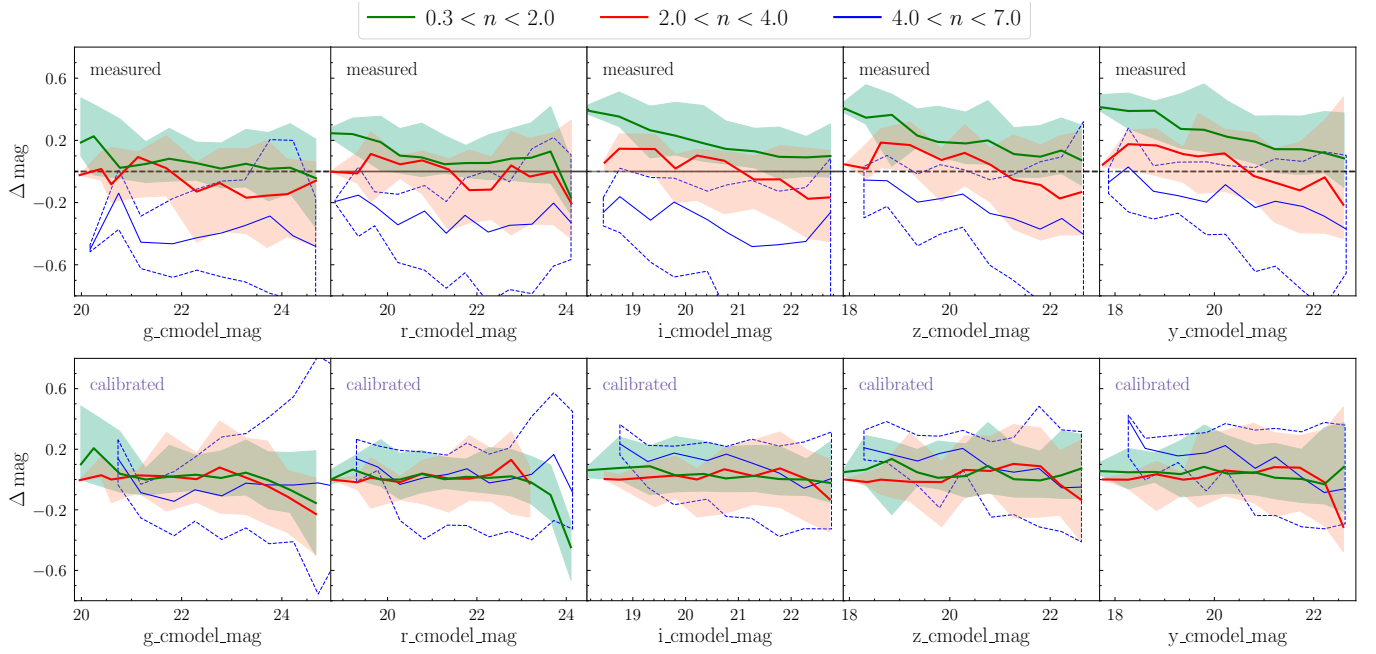 0.3 < n < 2.0 2.0 < n < 4.0 4.0 < n < 7.0
measured measured measured measured measured
0.6
0.2
−0.2
−0.6
Δ mag
20 22 24 20 22 24 19 20 21 22 18 20 22 18 20 22
g_cmodel_mag r_cmodel_mag i_cmodel_mag z_cmodel_mag y_cmodel_mag
calibrated calibrated calibrated calibrated calibrated
0.6
0.2
−0.2
−0.6
Δ mag
20 22 24 20 22 24 19 20 21 22 18 20 22 18 20 22
g_cmodel_mag r_cmodel_mag i_cmodel_mag z_cmodel_mag y_cmodel_mag